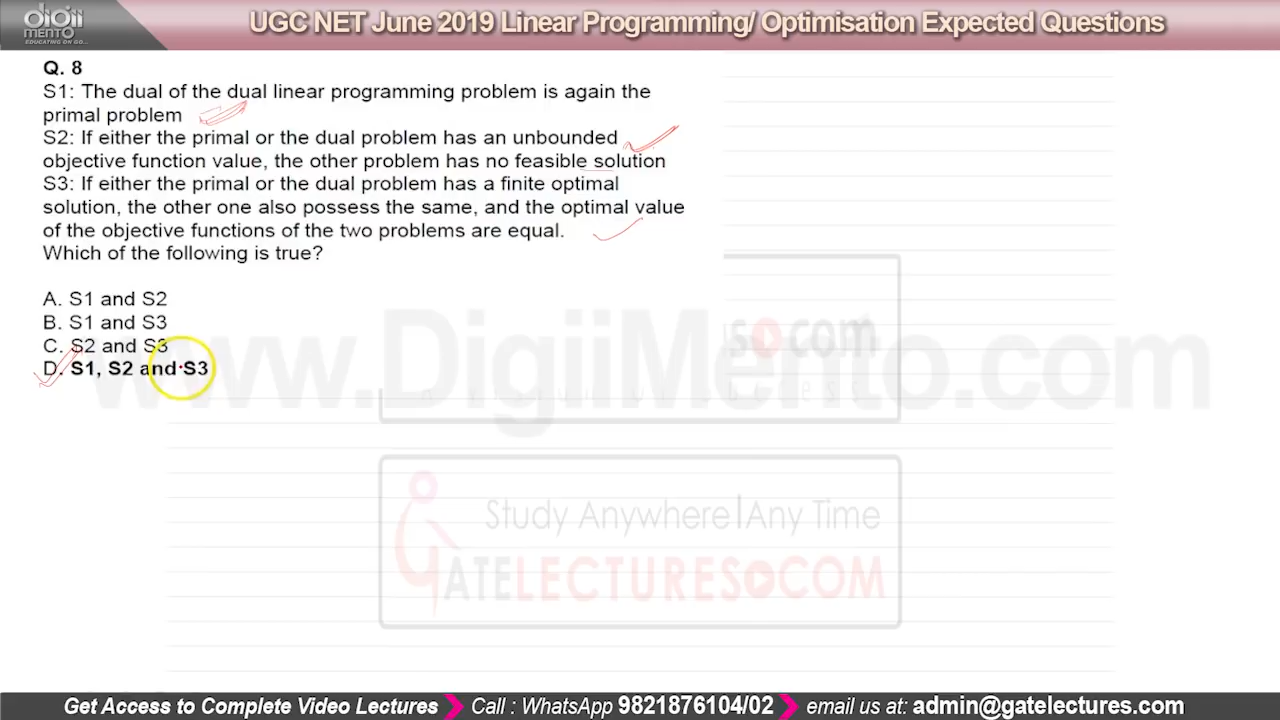 digii
mento
EDUCATING ON GO...
UGC NET June 2019 Linear Programming/ Optimisation Expected Questions
Q. 8
S1: The dual of the dual linear programming problem is again the
primal problem
S2: If either the primal or the dual problem has an unbounded
objective function value, the other problem has no feasible solution
S3: If either the primal or the dual problem has a finite optimal
solution, the other one also possess the same, and the optimal value
of the objective functions of the two problems are equal.
Which of the following is true?
A. S1 and S2
B. S1 and S3
C. S2 and S3
D. S1, S2 and S3
www.DigiiMento.com
Study Anywhere|Any Time
GATELECTURES.COM
Get Access to Complete Video Lectures Call : WhatsApp 9821876104/02 email us at: admin@gatelectures.com